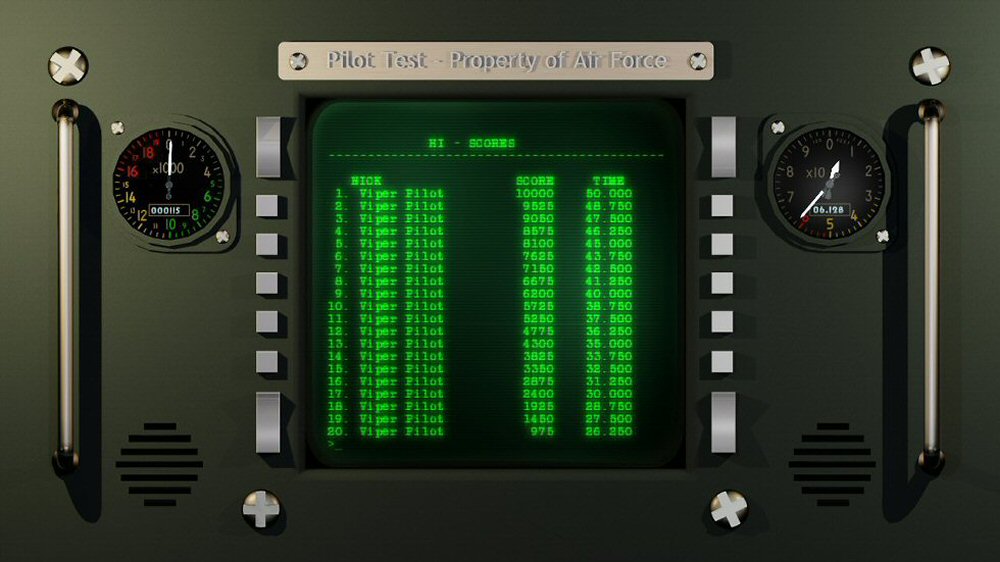 Pilot Test - Property of Air Force
HI - SCORES
NICK SCORE TIME
1. Viper Pilot 10000 50.000
2. Viper Pilot 9525 48.750
3. Viper Pilot 9050 47.500
4. Viper Pilot 8575 46.250
5. Viper Pilot 8100 45.000
6. Viper Pilot 7625 43.750
7. Viper Pilot 7150 42.500
8. Viper Pilot 6675 41.250
9. Viper Pilot 6200 40.000
10. Viper Pilot 5725 38.750
11. Viper Pilot 5250 37.500
12. Viper Pilot 4775 36.250
13. Viper Pilot 4300 35.000
14. Viper Pilot 3825 33.750
15. Viper Pilot 3350 32.500
16. Viper Pilot 2875 31.250
17. Viper Pilot 2400 30.000
18. Viper Pilot 1925 28.750
19. Viper Pilot 1450 27.500
20. Viper Pilot 975 26.250
>_
0 2 4 6 8 10 12 14 16 18
x1000
000115
0 1 2 3 4 5 6 7 8 9
x10
06.128